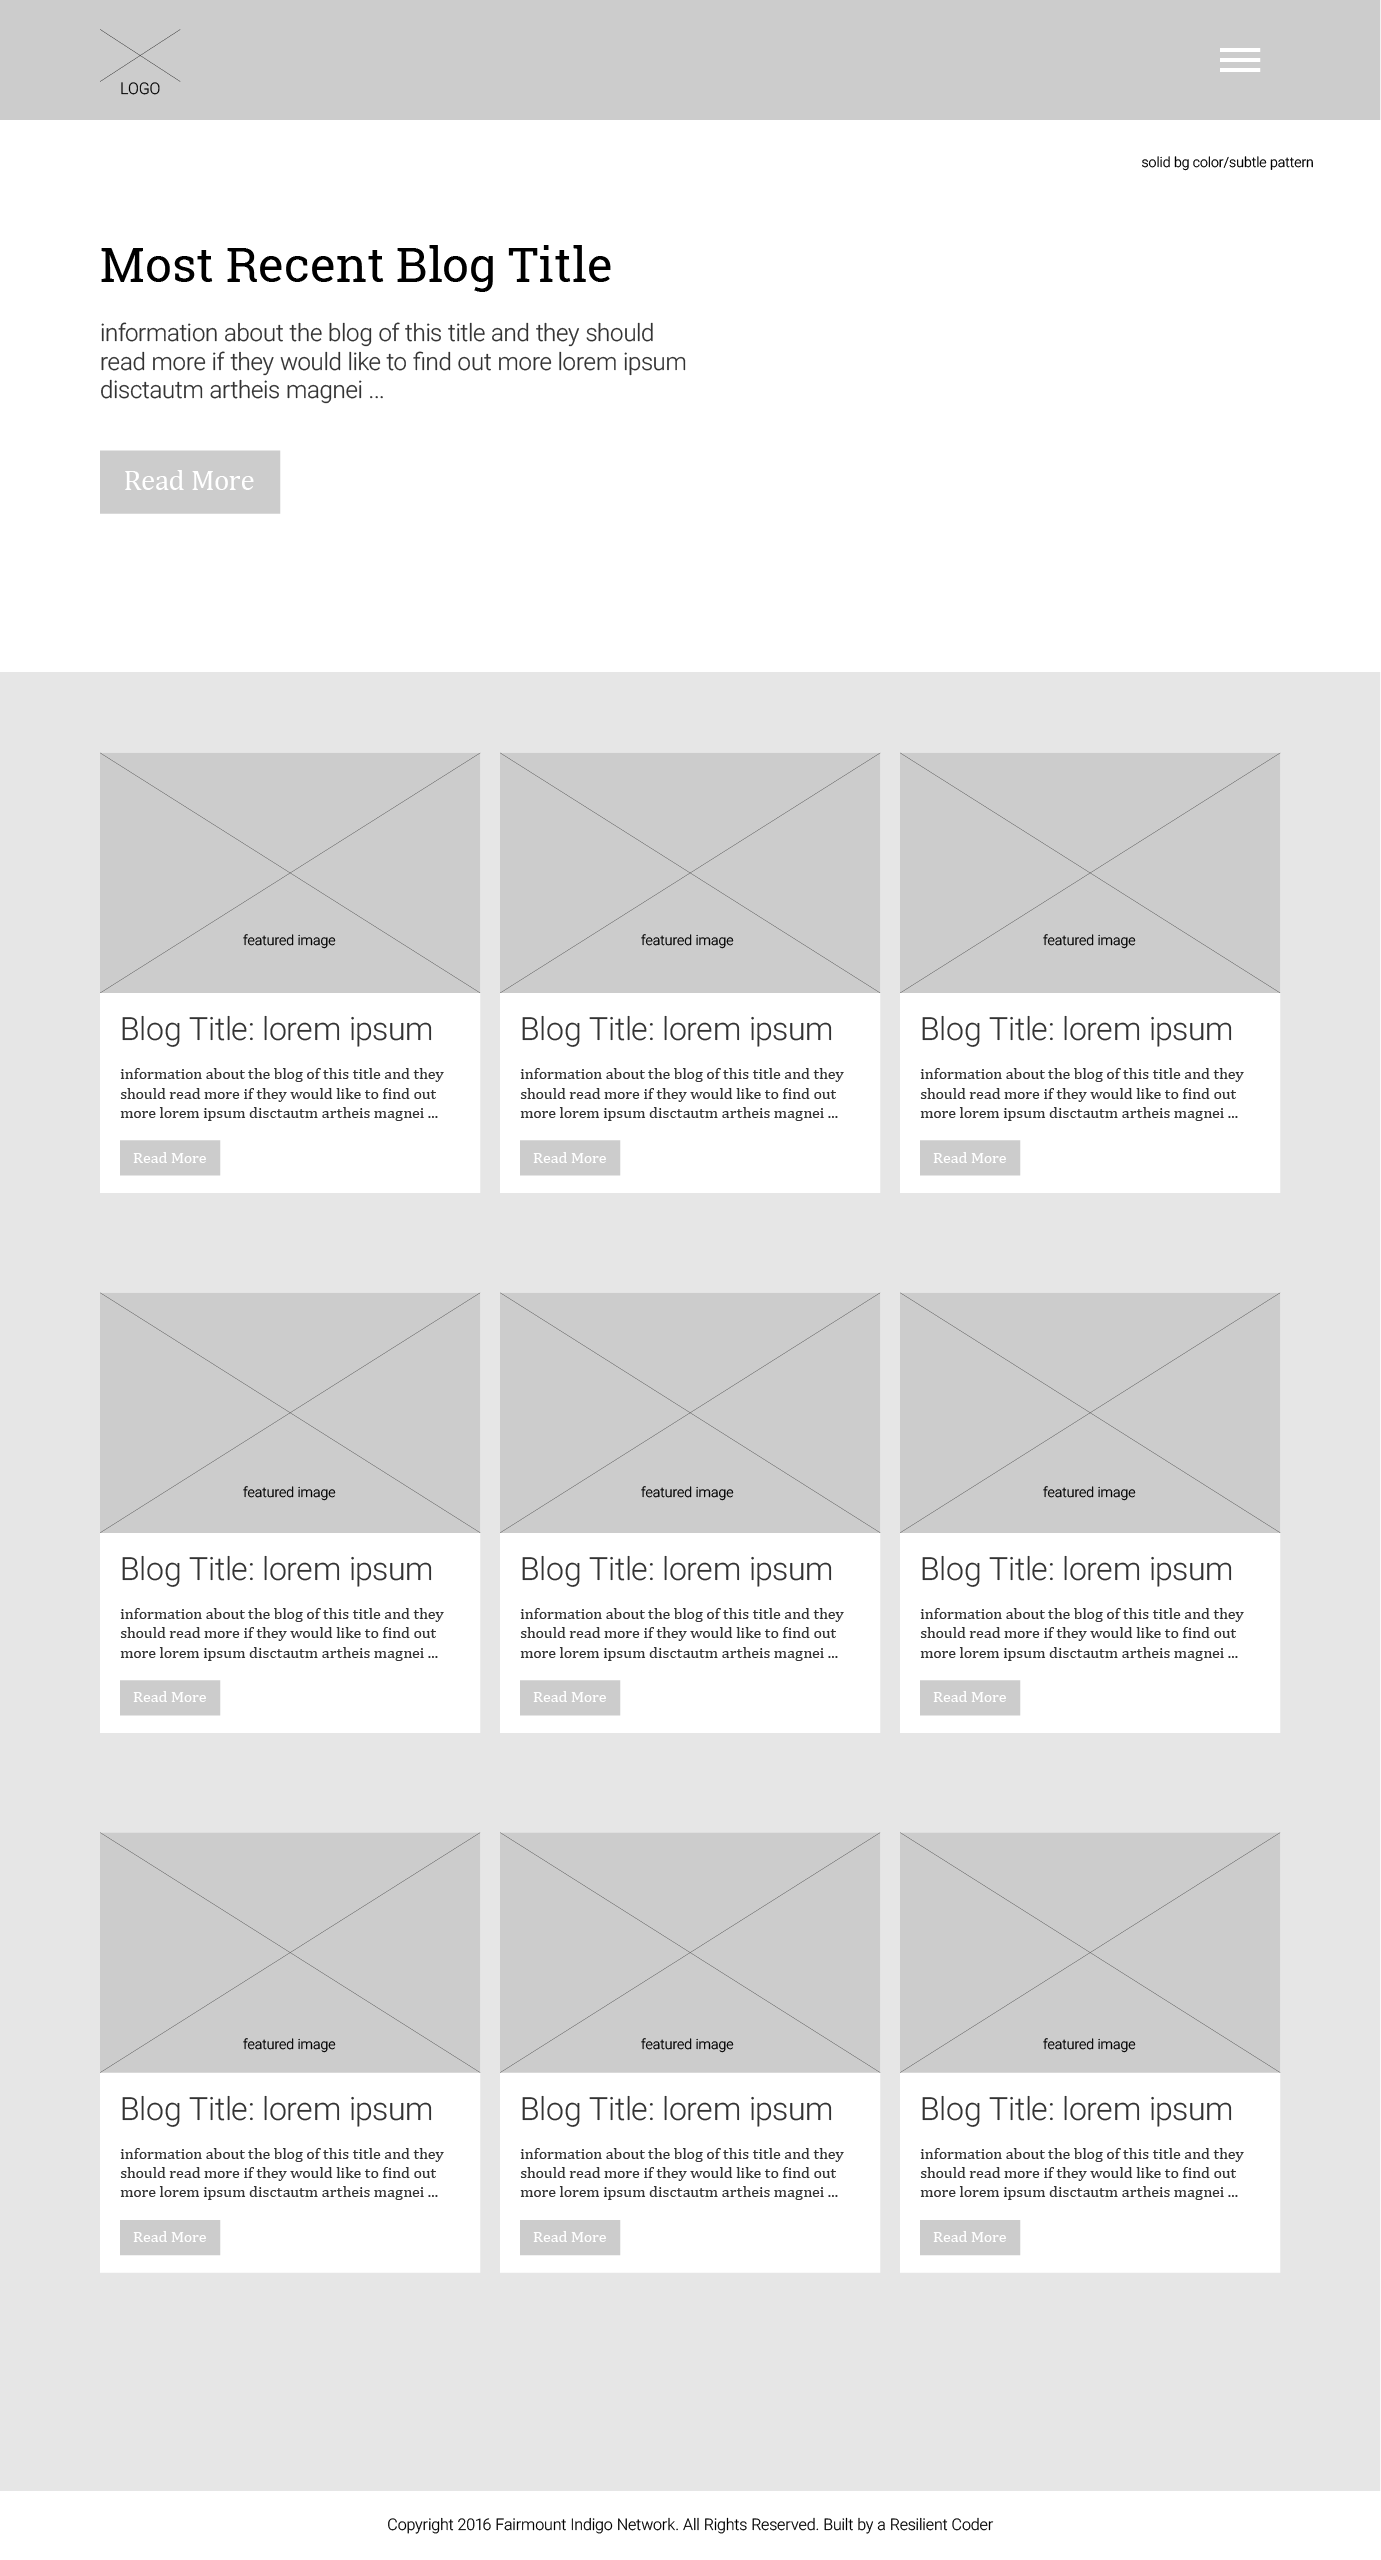 LOGO
solid bg color/subtle pattern
Most Recent Blog Title
information about the blog of this title and they should
read more if they would like to find out more lorem ipsum
disctautm artheis magnei ...
Read More
featured image
featured image
featured image
Blog Title: lorem ipsum
information about the blog of this title and they
should read more if they would like to find out
more lorem ipsum disctautm artheis magnei ...
Read More
Blog Title: lorem ipsum
information about the blog of this title and they
should read more if they would like to find out
more lorem ipsum disctautm artheis magnei ...
Read More
Blog Title: lorem ipsum
information about the blog of this title and they
should read more if they would like to find out
more lorem ipsum disctautm artheis magnei ...
Read More
featured image
featured image
featured image
Blog Title: lorem ipsum
information about the blog of this title and they
should read more if they would like to find out
more lorem ipsum disctautm artheis magnei ...
Read More
Blog Title: lorem ipsum
information about the blog of this title and they
should read more if they would like to find out
more lorem ipsum disctautm artheis magnei ...
Read More
Blog Title: lorem ipsum
information about the blog of this title and they
should read more if they would like to find out
more lorem ipsum disctautm artheis magnei ...
Read More
featured image
featured image
featured image
Blog Title: lorem ipsum
information about the blog of this title and they
should read more if they would like to find out
more lorem ipsum disctautm artheis magnei ...
Read More
Blog Title: lorem ipsum
information about the blog of this title and they
should read more if they would like to find out
more lorem ipsum disctautm artheis magnei ...
Read More
Blog Title: lorem ipsum
information about the blog of this title and they
should read more if they would like to find out
more lorem ipsum disctautm artheis magnei ...
Read More
Copyright 2016 Fairmount Indigo Network. All Rights Reserved. Built by a Resilient Coder